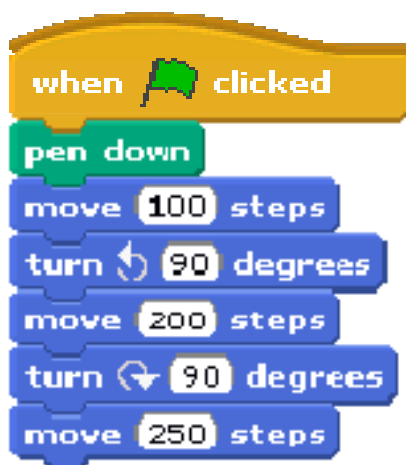 when clicked
pen down
move 100 steps
turn 90 degrees
move 200 steps
turn 90 degrees
move 250 steps